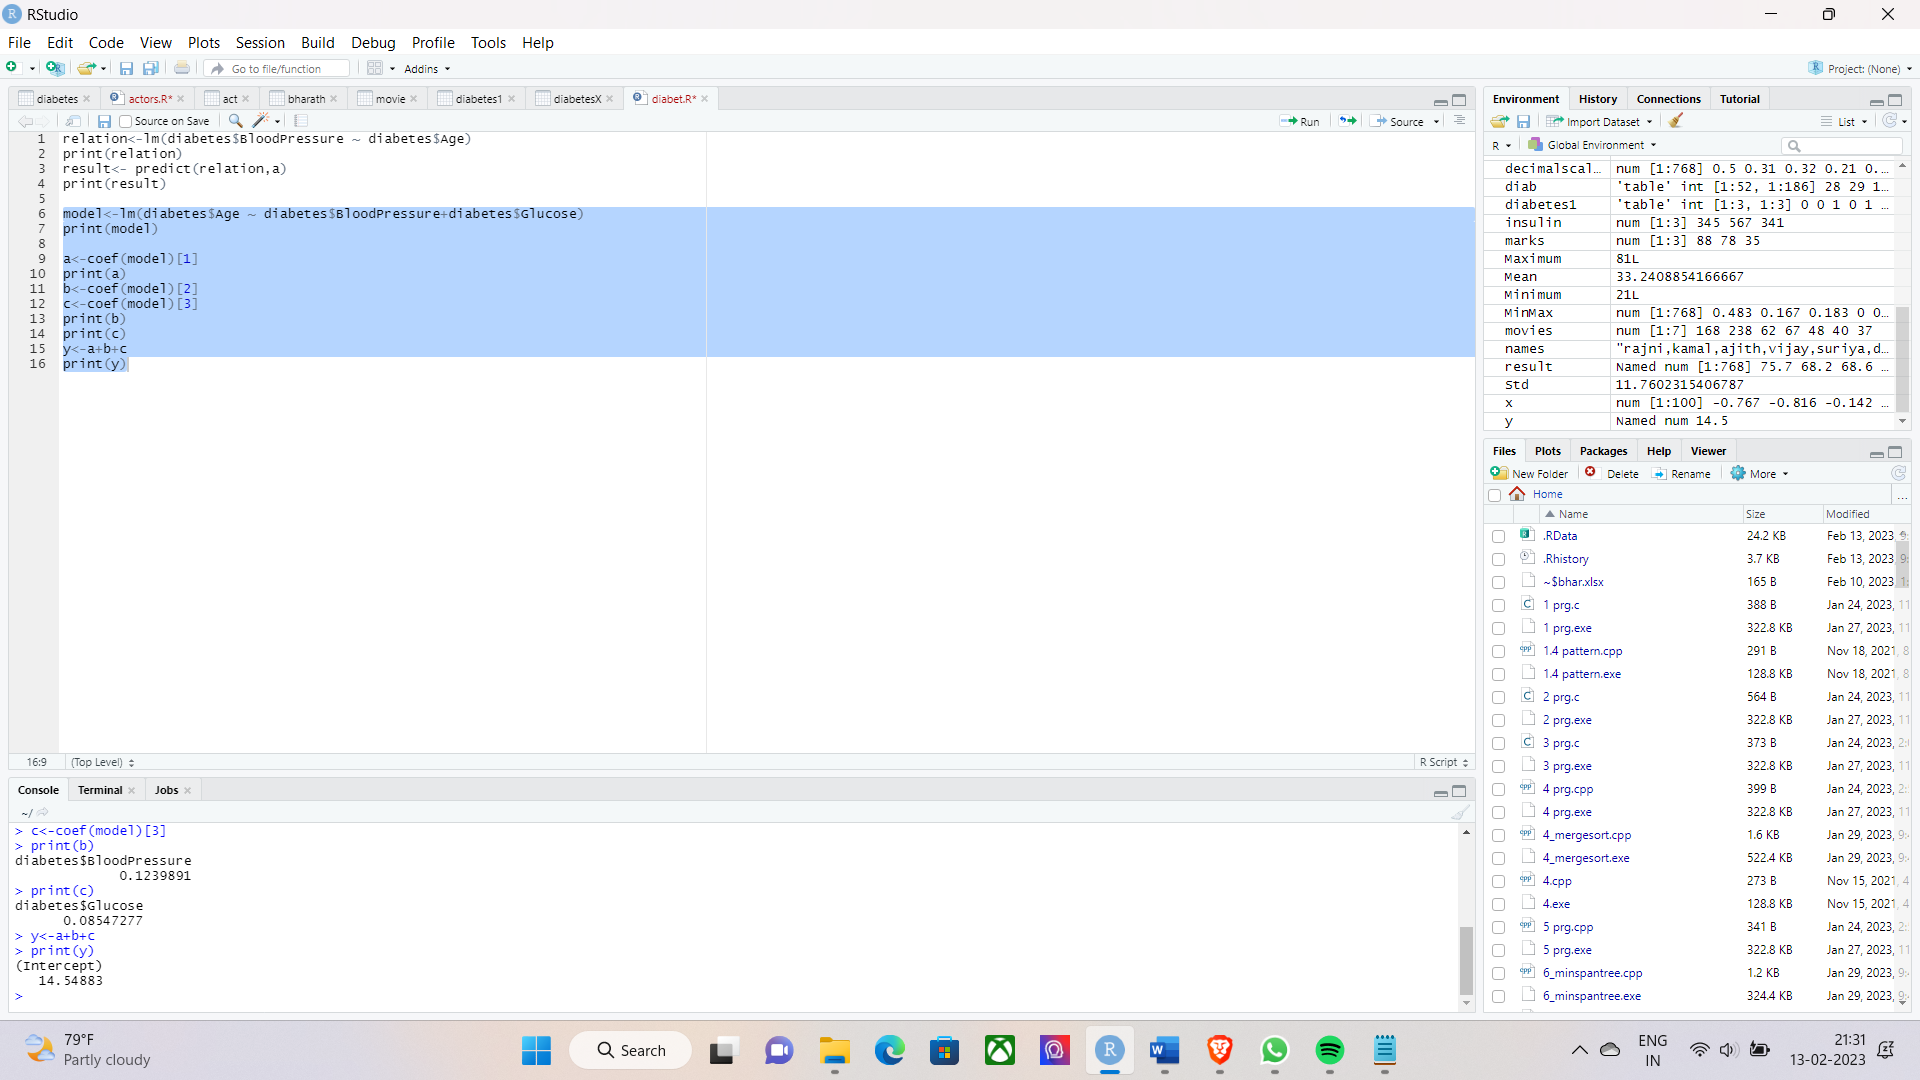 RStudio
File Edit Code View Plots Session Build Debug Profile Tools Help
Go to file/function Addins Project: (None)
diabetes actors.R* act bharath movie diabetes1 diabetesX diabet.R*
Source on Save Run Source
1 relation<-lm(diabetes$BloodPressure ~ diabetes$Age)
2 print(relation)
3 result<- predict(relation,a)
4 print(result)
5
6 model<-lm(diabetes$Age ~ diabetes$BloodPressure+diabetes$Glucose)
7 print(model)
8
9 a<-coef(model)[1]
10 print(a)
11 b<-coef(model)[2]
12 c<-coef(model)[3]
13 print(b)
14 print(c)
15 y<-a+b+c
16 print(y)
16:9 (Top Level) R Script
Console Terminal Jobs
~/
> c<-coef(model)[3]
> print(b)
diabetes$BloodPressure
0.1239891
> print(c)
diabetes$Glucose
0.08547277
> y<-a+b+c
> print(y)
(Intercept)
14.54883
>
Environment History Connections Tutorial
Import Dataset List
R Global Environment
decimalscal… num [1:768] 0.5 0.31 0.32 0.21 0.…
diab 'table' int [1:52, 1:186] 28 29 1…
diabetes1 'table' int [1:3, 1:3] 0 0 1 0 1 …
insulin num [1:3] 345 567 341
marks num [1:3] 88 78 35
Maximum 81L
Mean 33.2408854166667
Minimum 21L
MinMax num [1:768] 0.483 0.167 0.183 0 0…
movies num [1:7] 168 238 62 67 48 40 37
names "rajni,kamal,ajith,vijay,suriya,d…
result Named num [1:768] 75.7 68.2 68.6 …
Std 11.7602315406787
x num [1:100] -0.767 -0.816 -0.142 …
y Named num 14.5
Files Plots Packages Help Viewer
New Folder Delete Rename More
Home ...
Name Size Modified
.RData 24.2 KB Feb 13, 2023, 9:
.Rhistory 3.7 KB Feb 13, 2023, 9:
~$bhar.xlsx 165 B Feb 10, 2023, 1:
1 prg.c 388 B Jan 24, 2023, 11
1 prg.exe 322.8 KB Jan 27, 2023, 11
1.4 pattern.cpp 291 B Nov 18, 2021, 8
1.4 pattern.exe 128.8 KB Nov 18, 2021, 8
2 prg.c 564 B Jan 24, 2023, 11
2 prg.exe 322.8 KB Jan 27, 2023, 11
3 prg.c 373 B Jan 24, 2023, 2:
3 prg.exe 322.8 KB Jan 27, 2023, 11
4 prg.cpp 399 B Jan 24, 2023, 2:
4 prg.exe 322.8 KB Jan 27, 2023, 11
4_mergesort.cpp 1.6 KB Jan 29, 2023, 9:
4_mergesort.exe 522.4 KB Jan 29, 2023, 9:
4.cpp 273 B Nov 15, 2021, 4
4.exe 128.8 KB Nov 15, 2021, 4
5 prg.cpp 341 B Jan 24, 2023, 2:
5 prg.exe 322.8 KB Jan 27, 2023, 11
6_minspantree.cpp 1.2 KB Jan 29, 2023, 9:
6_minspantree.exe 324.4 KB Jan 29, 2023, 9:
79°F
Partly cloudy
Search
ENG
IN
21:31
13-02-2023